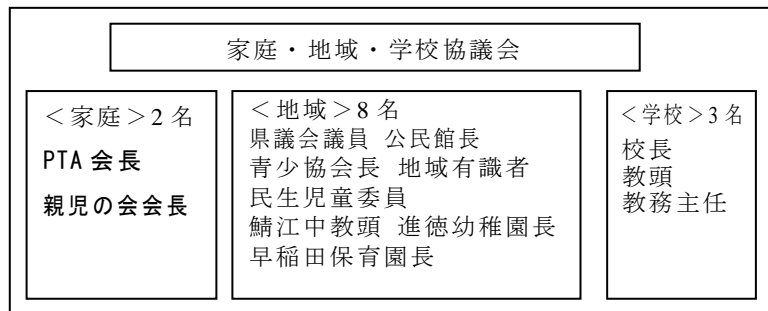 家庭・地域・学校協議会
＜家庭＞2 名
PTA 会長
親児の会会長
＜地域＞8 名
県議会議員 公民館長
青少協会長 地域有識者
民生児童委員
鯖江中教頭 進徳幼稚園長
早稲田保育園長
＜学校＞3 名
校長
教頭
教務主任